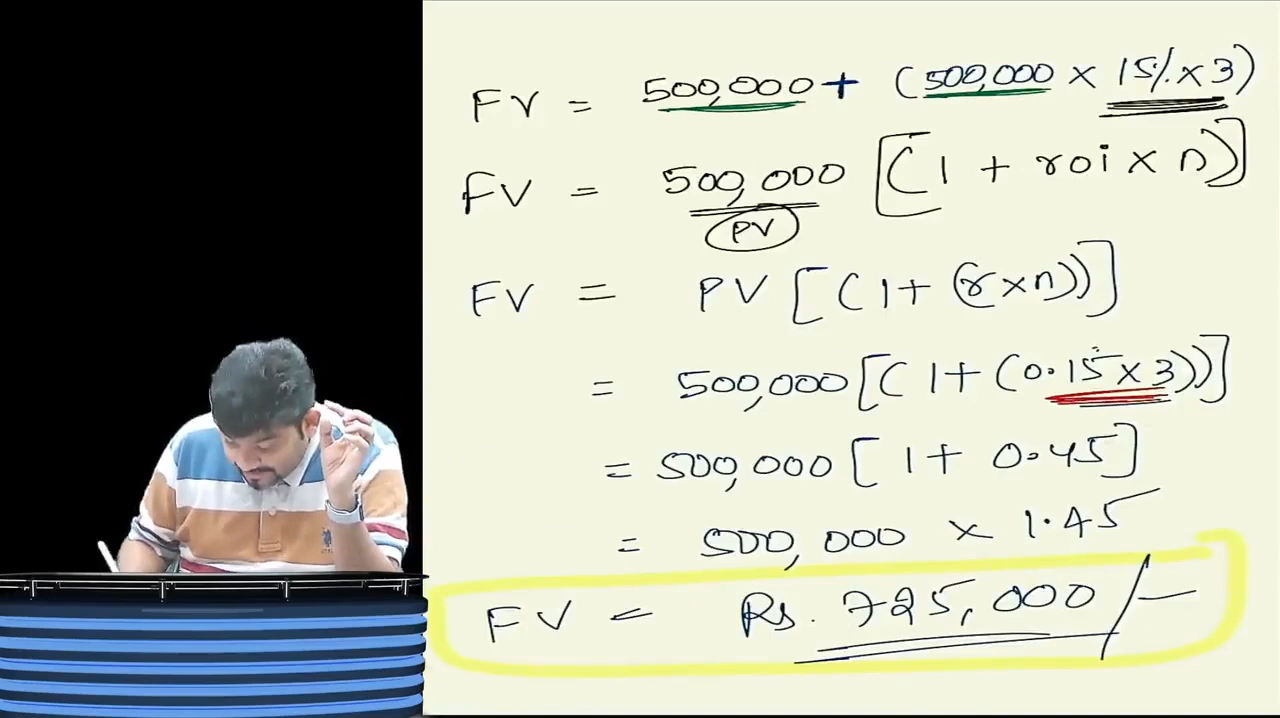 FV = 500,000 + (500,000 × 15% × 3)
FV = 500,000 [(1 + roi × n)]
PV
FV = PV [(1 + (r × n))]
= 500,000 [(1 + (0.15 × 3))]
= 500,000 [1 + 0.45]
= 500,000 × 1.45
FV = Rs. 725,000/-